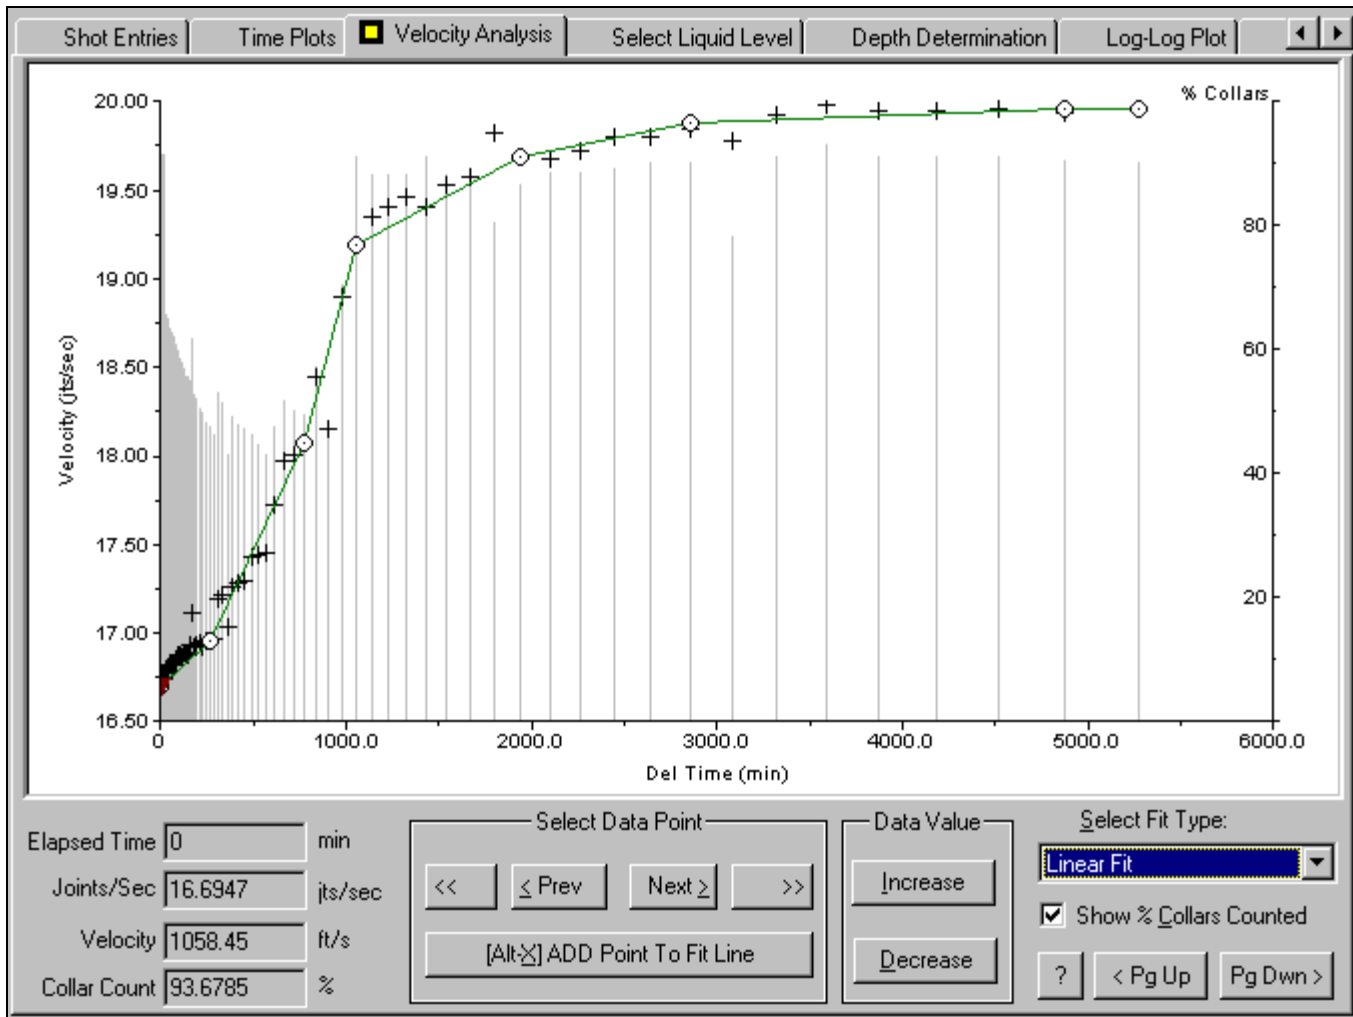 Shot Entries Time Plots Velocity Analysis Select Liquid Level Depth Determination Log-Log Plot
% Collars
20.00
19.50
19.00
18.50
18.00
17.50
17.00
16.50
Velocity (jts/sec)
80
60
40
20
0 1000.0 2000.0 3000.0 4000.0 5000.0 6000.0
Del Time (min)
Elapsed Time 0 min
Joints/Sec 16.6947 jts/sec
Velocity 1058.45 ft/s
Collar Count 93.6785 %
Select Data Point
<< < Prev Next > >>
[Alt-X] ADD Point To Fit Line
Data Value
Increase
Decrease
Select Fit Type:
Linear Fit
Show % Collars Counted
? < Pg Up Pg Dwn >